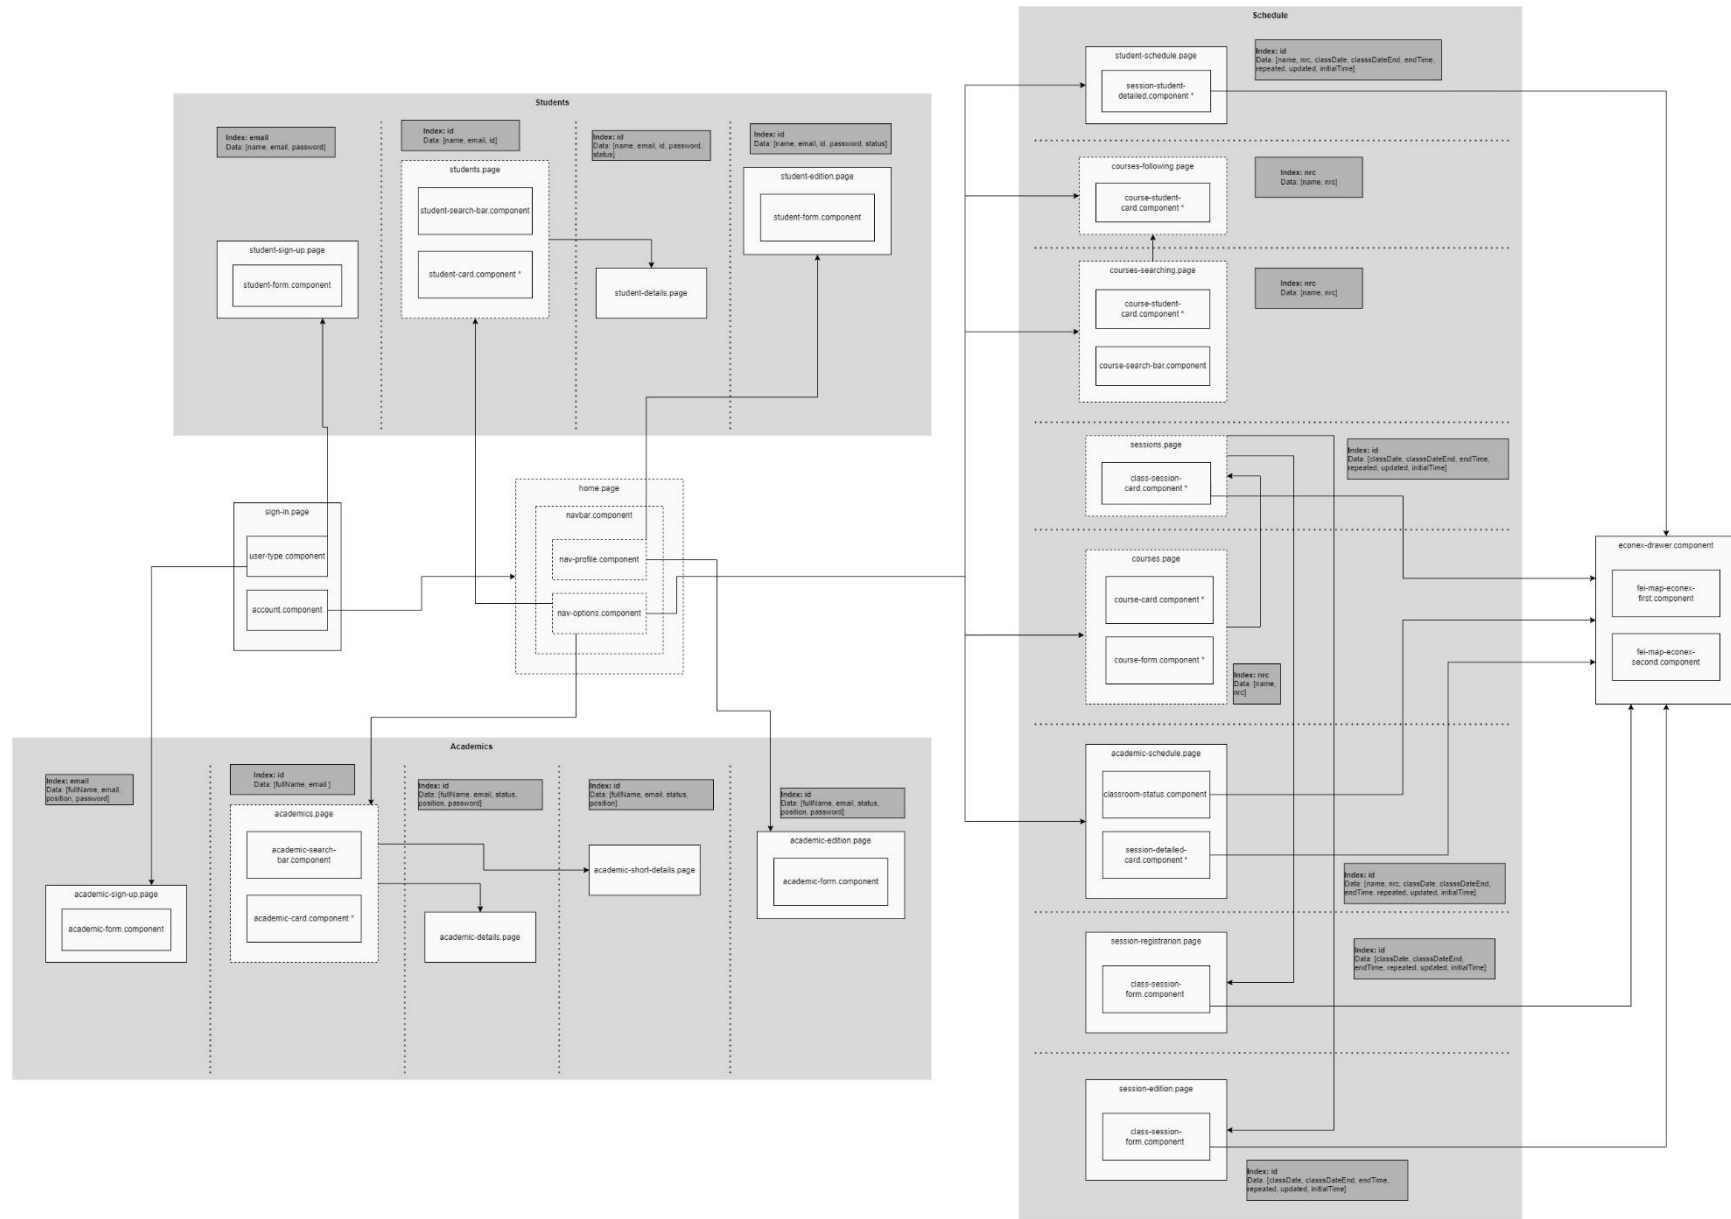 Schedule
student-schedule.page
session-student-
detailed.component *
Index: id
Data: [name, nrc, classDate, classsDateEnd, endTime,
repeated, updated, initialTime]
courses-following.page
course-student-
card.component *
Index: nrc
Data: [name, nrc]
courses-searching.page
course-student-
card.component *
course-search-bar.component
Index: nrc
Data: [name, nrc]
sessions.page
class-session-
card.component *
Index: id
Data: [classDate, classsDateEnd, endTime,
repeated, updated, initialTime]
courses.page
course-card.component *
course-form.component *
Index: nrc
Data: [name,
nrc]
academic-schedule.page
classroom-status.component
session-detailed-
card.component *
Index: id
Data: [name, nrc, classDate, classsDateEnd,
endTime, repeated, updated, initialTime]
session-registrarion.page
class-session-
form.component
Index: id
Data: [classDate, classsDateEnd,
endTime, repeated, updated, initialTime]
session-edition.page
class-session-
form.component
Index: id
Data: [classDate, classsDateEnd, endTime,
repeated, updated, initialTime]
econex-drawer.component
fei-map-econex-
first.component
fei-map-econex-
second.component
Students
Index: email
Data: [name, email, password]
student-sign-up.page
student-form.component
Index: id
Data: [name, email, id]
students.page
student-search-bar.component
student-card.component *
Index: id
Data: [name, email, id, password,
status]
student-details.page
Index: id
Data: [name, email, id, password, status]
student-edition.page
student-form.component
sign-in.page
user-type.component
account.component
home.page
navbar.component
nav-profile.component
nav-options.component
Academics
Index: email
Data: [fullName, email,
position, password]
academic-sign-up.page
academic-form.component
Index: id
Data: [fullName, email ]
academics.page
academic-search-
bar.component
academic-card.component *
Index: id
Data: [fullName, email, status,
position, password]
academic-details.page
Index: id
Data: [fullName, email, status,
position]
academic-short-details.page
Index: id
Data: [fullName, email, status,
position, password]
academic-edition.page
academic-form.component